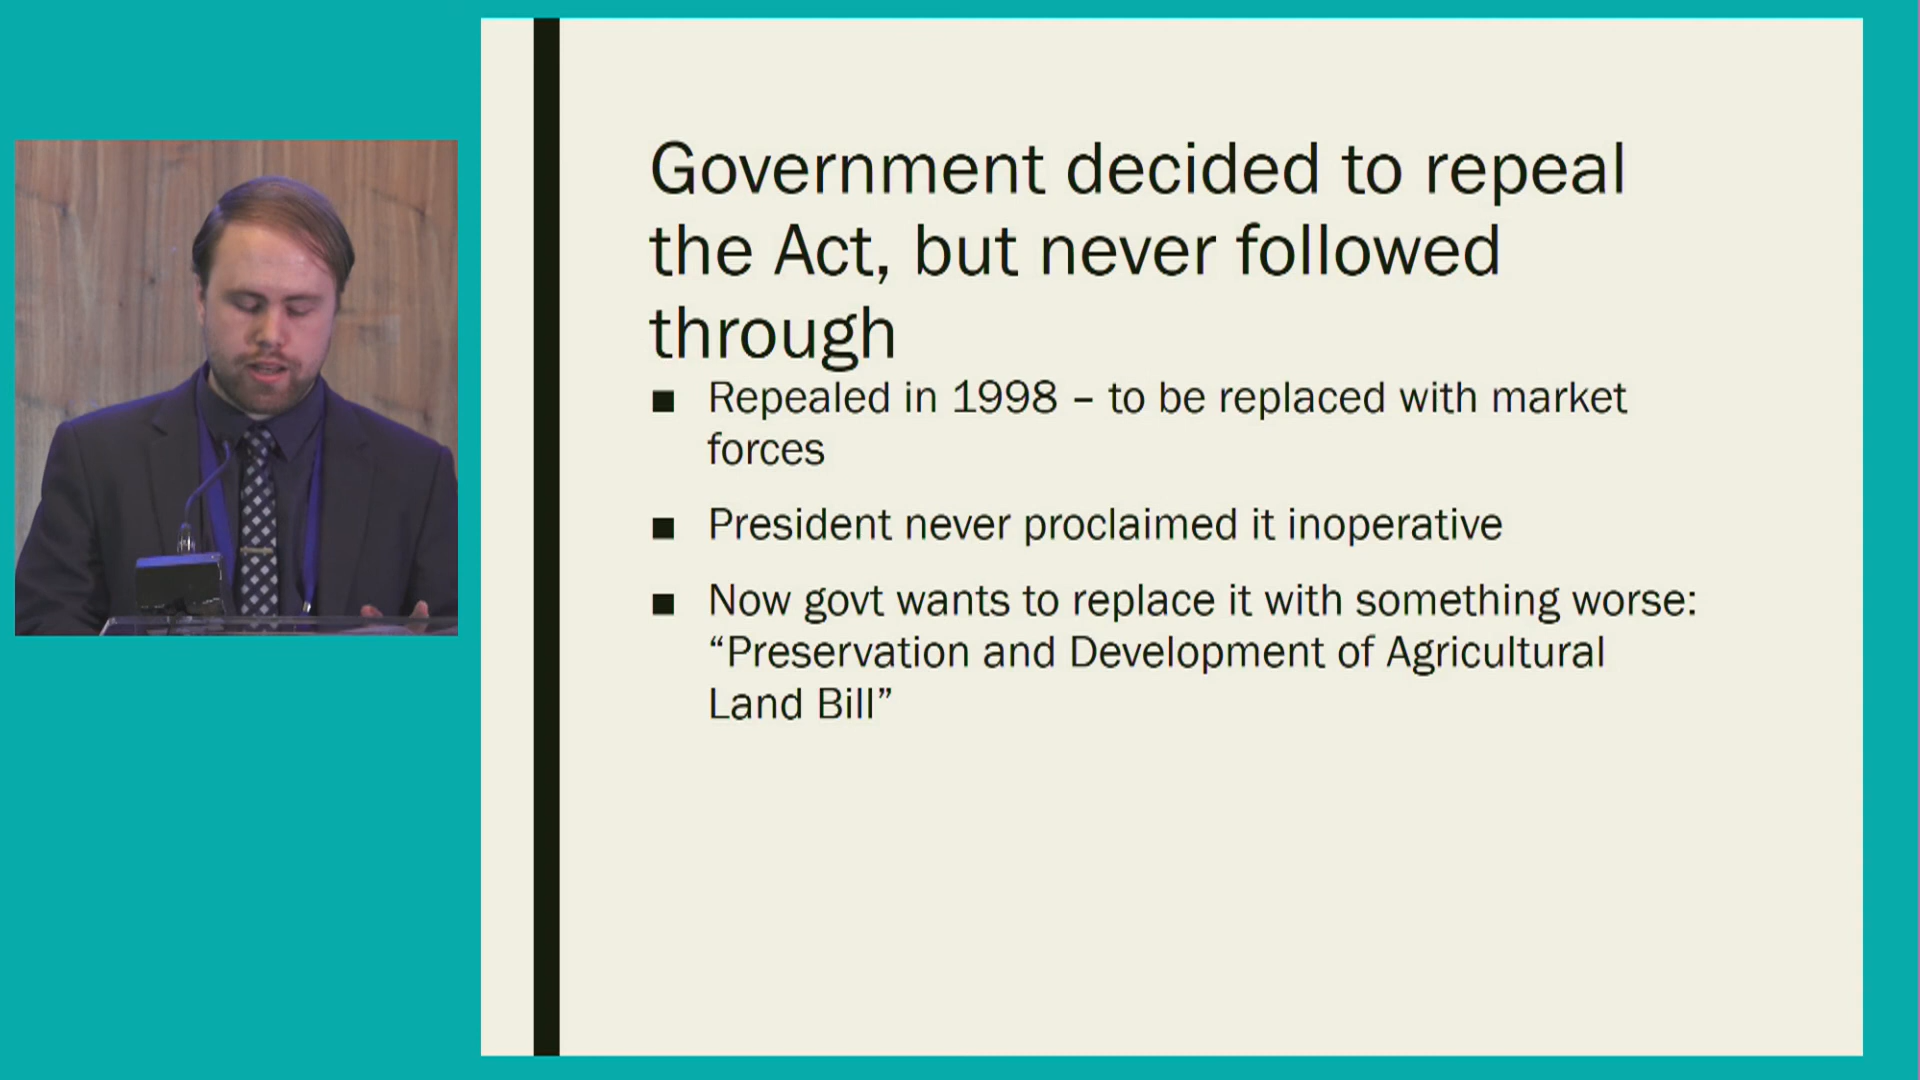 Government decided to repeal
the Act, but never followed
through
■ Repealed in 1998 – to be replaced with market
forces
■ President never proclaimed it inoperative
■ Now govt wants to replace it with something worse:
“Preservation and Development of Agricultural
Land Bill”